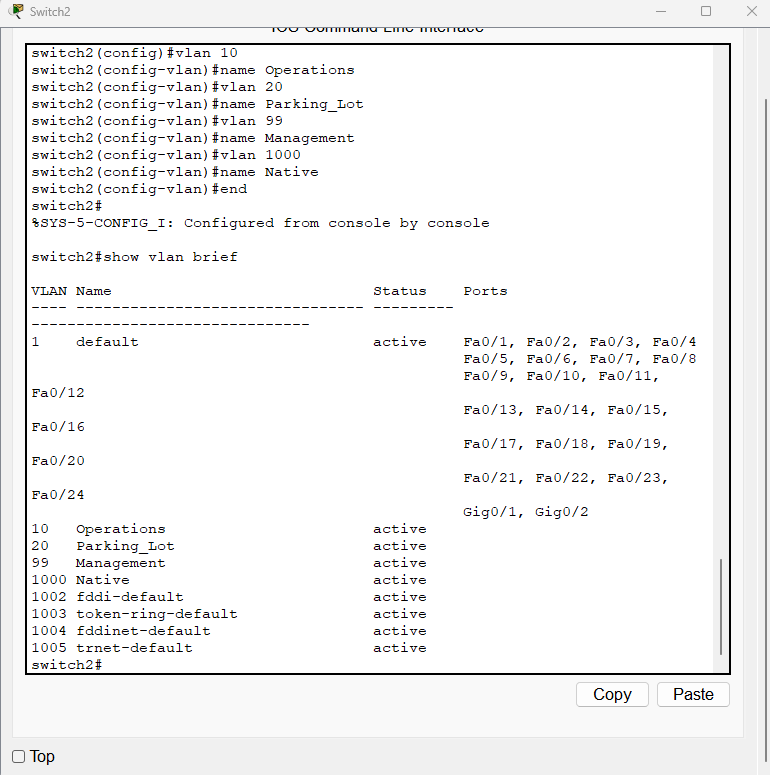 Switch2
IOS Command Line Interface
switch2(config)#vlan 10
switch2(config-vlan)#name Operations
switch2(config-vlan)#vlan 20
switch2(config-vlan)#name Parking_Lot
switch2(config-vlan)#vlan 99
switch2(config-vlan)#name Management
switch2(config-vlan)#vlan 1000
switch2(config-vlan)#name Native
switch2(config-vlan)#end
switch2#
%SYS-5-CONFIG_I: Configured from console by console
switch2#show vlan brief
VLAN Name                             Status    Ports
---- -------------------------------- ---------
-------------------------------
1    default                          active    Fa0/1, Fa0/2, Fa0/3, Fa0/4
                                                Fa0/5, Fa0/6, Fa0/7, Fa0/8
                                                Fa0/9, Fa0/10, Fa0/11,
Fa0/12
                                                Fa0/13, Fa0/14, Fa0/15,
Fa0/16
                                                Fa0/17, Fa0/18, Fa0/19,
Fa0/20
                                                Fa0/21, Fa0/22, Fa0/23,
Fa0/24
                                                Gig0/1, Gig0/2
10   Operations                       active
20   Parking_Lot                      active
99   Management                       active
1000 Native                           active
1002 fddi-default                     active
1003 token-ring-default               active
1004 fddinet-default                  active
1005 trnet-default                    active
switch2#
Copy Paste
Top